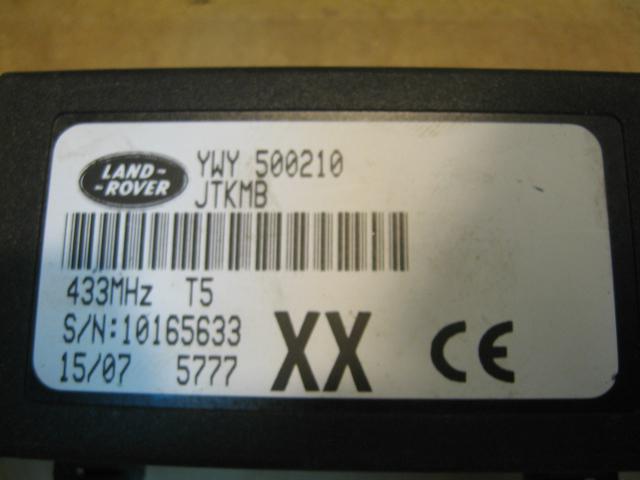 LAND-
-ROVER
YWY 500210
JTKMB
433MHz T5
S/N:10165633
15/07 5777
XX
CE